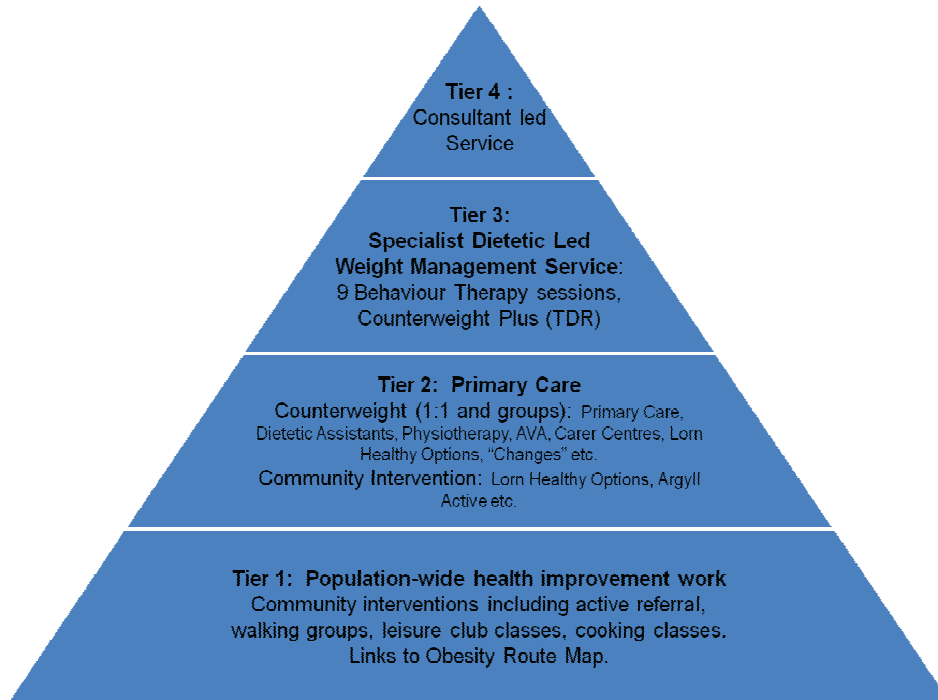 Tier 4 :
Consultant led
Service
Tier 3:
Specialist Dietetic Led
Weight Management Service:
9 Behaviour Therapy sessions,
Counterweight Plus (TDR)
Tier 2: Primary Care
Counterweight (1:1 and groups): Primary Care,
Dietetic Assistants, Physiotherapy, AVA, Carer Centres, Lorn
Healthy Options, “Changes” etc.
Community Intervention: Lorn Healthy Options, Argyll
Active etc.
Tier 1: Population-wide health improvement work
Community interventions including active referral,
walking groups, leisure club classes, cooking classes.
Links to Obesity Route Map.